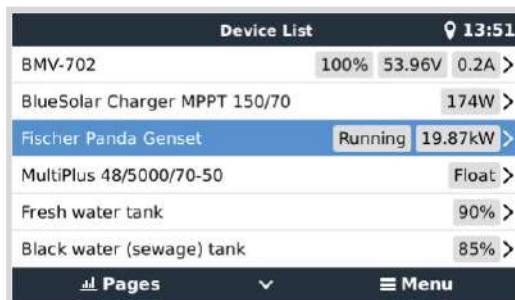 Device List 13:51
BMV-702 100% 53.96V 0.2A
BlueSolar Charger MPPT 150/70 174W
Fischer Panda Genset Running 19.87kW
MultiPlus 48/5000/70-50 Float
Fresh water tank 90%
Black water (sewage) tank 85%
Pages Menu